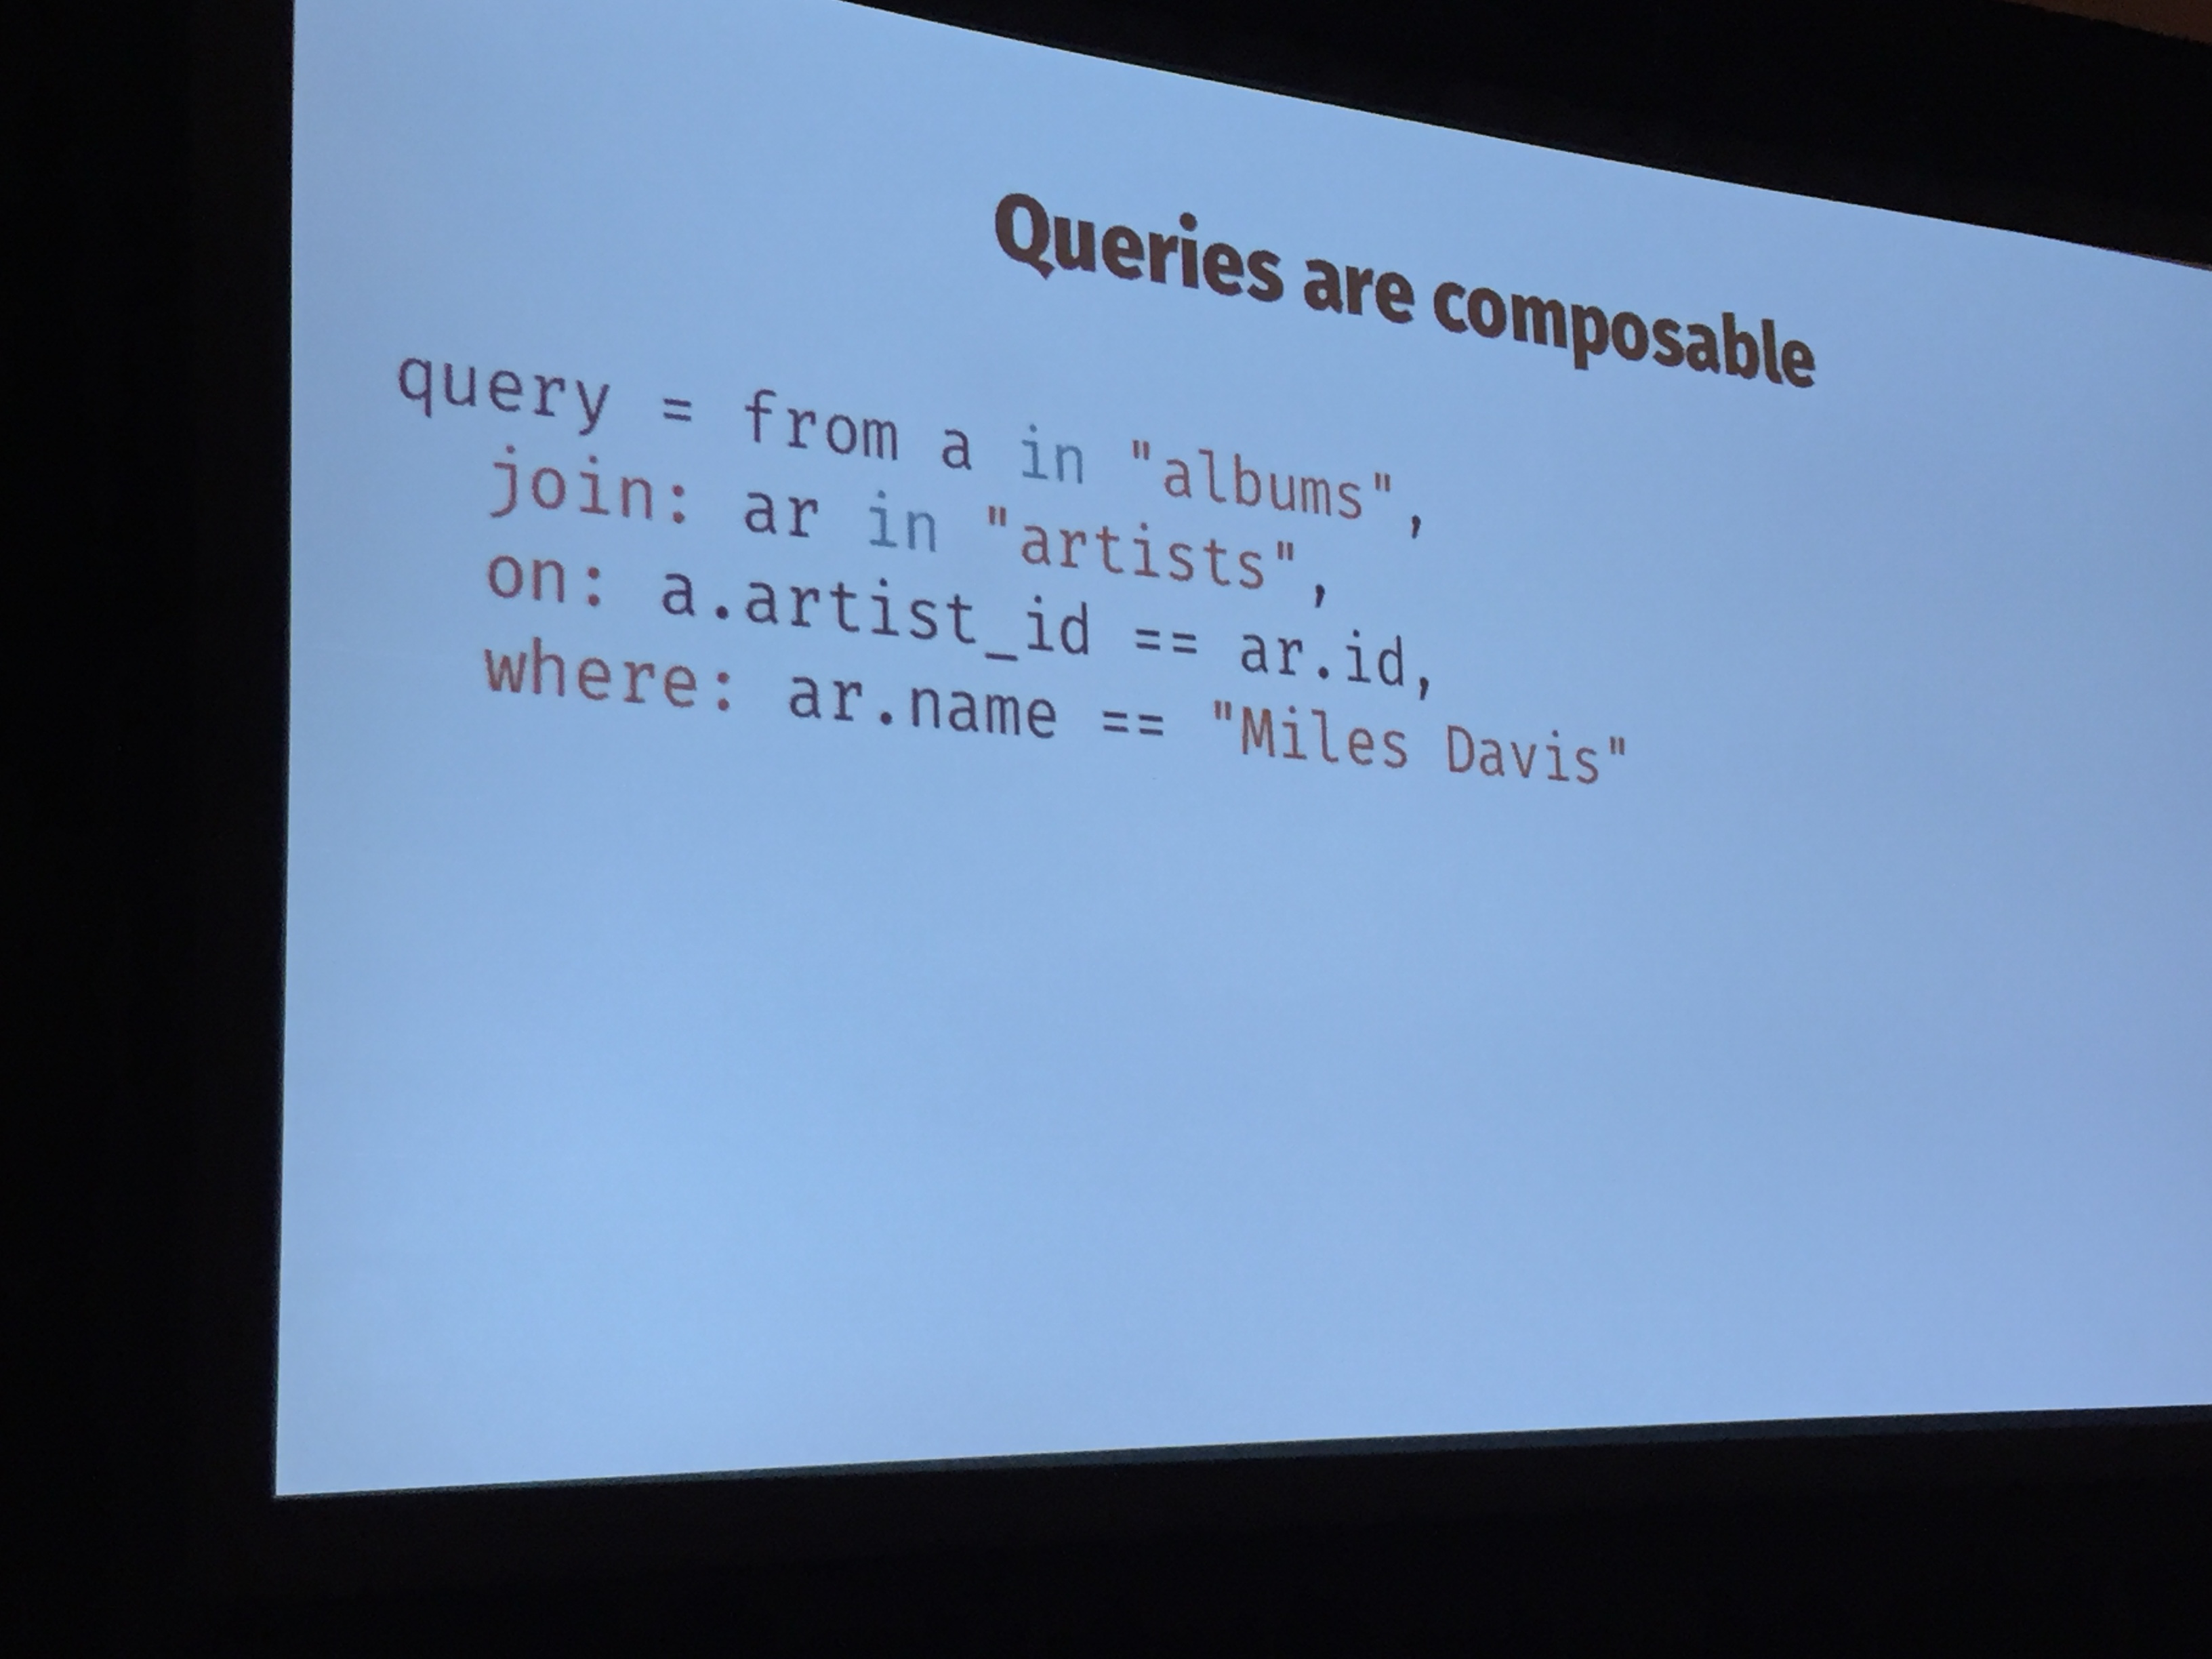 Queries are composable
query = from a in "albums",
join: ar in "artists",
on: a.artist_id == ar.id,
where: ar.name == "Miles Davis"